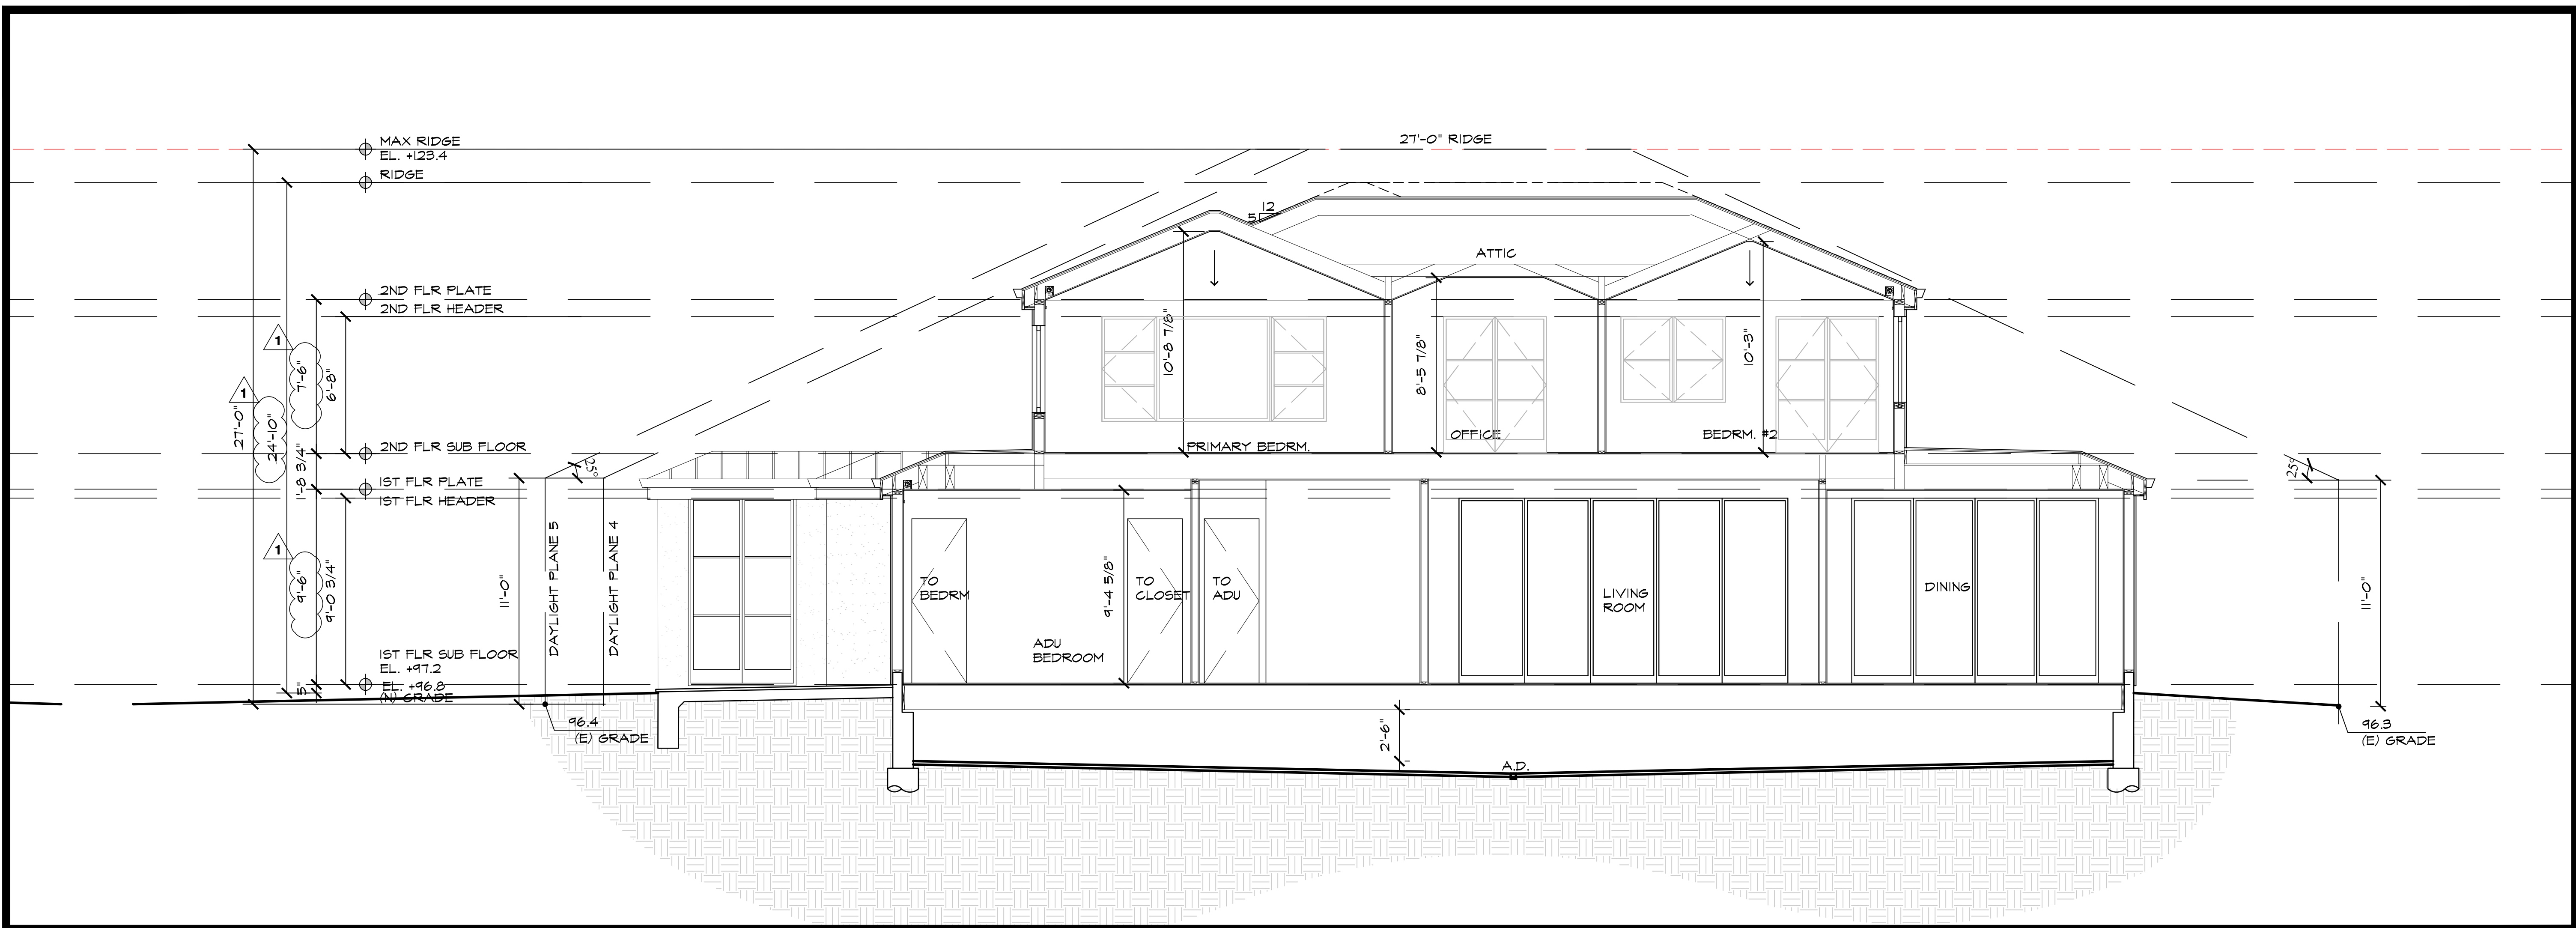 MAX RIDGE
EL. +123.4
RIDGE
27'-0" RIDGE
12
5
ATTIC
2ND FLR PLATE
2ND FLR HEADER
1
7'-6"
6'-8"
1
27'-0"
24'-10"
10'-8 7/8"
8'-5 7/8"
10'-3"
2ND FLR SUB FLOOR
PRIMARY BEDRM.
OFFICE
BEDRM. #2
1'-8 3/4"
25°
25°
1ST FLR PLATE
1ST FLR HEADER
1
9'-6"
9'-0 3/4"
11'-0"
DAYLIGHT PLANE 5
DAYLIGHT PLANE 4
TO
BEDRM
9'-4 5/8"
TO
CLOSET
TO
ADU
LIVING
ROOM
DINING
11'-0"
ADU
BEDROOM
1ST FLR SUB FLOOR
EL. +97.2
EL. +96.8
(N) GRADE
5"
96.4
(E) GRADE
2'-6"
A.D.
96.3
(E) GRADE